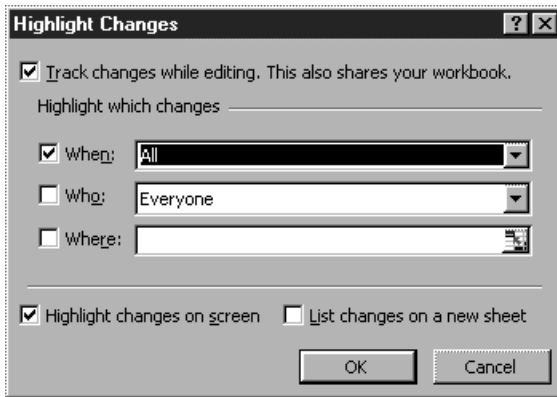 Highlight Changes
Track changes while editing. This also shares your workbook.
Highlight which changes
When: All
Who: Everyone
Where:
Highlight changes on screen List changes on a new sheet
OK Cancel